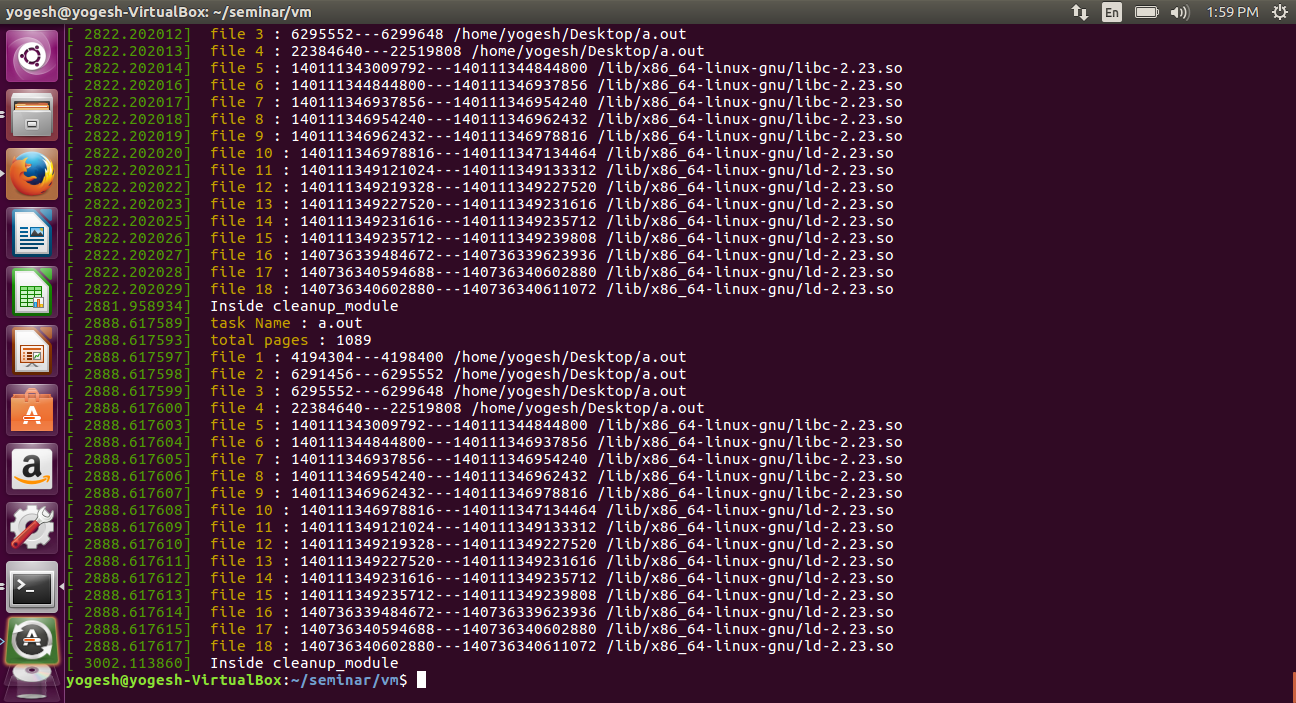 yogesh@yogesh-VirtualBox: ~/seminar/vm
En
1:59 PM
[ 2822.202012] file 3 : 6295552---6299648 /home/yogesh/Desktop/a.out
[ 2822.202013] file 4 : 22384640---22519808 /home/yogesh/Desktop/a.out
[ 2822.202014] file 5 : 140111343009792---140111344844800 /lib/x86_64-linux-gnu/libc-2.23.so
[ 2822.202016] file 6 : 140111344844800---140111346937856 /lib/x86_64-linux-gnu/libc-2.23.so
[ 2822.202017] file 7 : 140111346937856---140111346954240 /lib/x86_64-linux-gnu/libc-2.23.so
[ 2822.202018] file 8 : 140111346954240---140111346962432 /lib/x86_64-linux-gnu/libc-2.23.so
[ 2822.202019] file 9 : 140111346962432---140111346978816 /lib/x86_64-linux-gnu/libc-2.23.so
[ 2822.202020] file 10 : 140111346978816---140111347134464 /lib/x86_64-linux-gnu/ld-2.23.so
[ 2822.202021] file 11 : 140111349121024---140111349133312 /lib/x86_64-linux-gnu/ld-2.23.so
[ 2822.202022] file 12 : 140111349219328---140111349227520 /lib/x86_64-linux-gnu/ld-2.23.so
[ 2822.202023] file 13 : 140111349227520---140111349231616 /lib/x86_64-linux-gnu/ld-2.23.so
[ 2822.202025] file 14 : 140111349231616---140111349235712 /lib/x86_64-linux-gnu/ld-2.23.so
[ 2822.202026] file 15 : 140111349235712---140111349239808 /lib/x86_64-linux-gnu/ld-2.23.so
[ 2822.202027] file 16 : 140736339484672---140736339623936 /lib/x86_64-linux-gnu/ld-2.23.so
[ 2822.202028] file 17 : 140736340594688---140736340602880 /lib/x86_64-linux-gnu/ld-2.23.so
[ 2822.202029] file 18 : 140736340602880---140736340611072 /lib/x86_64-linux-gnu/ld-2.23.so
[ 2881.958934] Inside cleanup_module
[ 2888.617589] task Name : a.out
[ 2888.617593] total pages : 1089
[ 2888.617597] file 1 : 4194304---4198400 /home/yogesh/Desktop/a.out
[ 2888.617598] file 2 : 6291456---6295552 /home/yogesh/Desktop/a.out
[ 2888.617599] file 3 : 6295552---6299648 /home/yogesh/Desktop/a.out
[ 2888.617600] file 4 : 22384640---22519808 /home/yogesh/Desktop/a.out
[ 2888.617603] file 5 : 140111343009792---140111344844800 /lib/x86_64-linux-gnu/libc-2.23.so
[ 2888.617604] file 6 : 140111344844800---140111346937856 /lib/x86_64-linux-gnu/libc-2.23.so
[ 2888.617605] file 7 : 140111346937856---140111346954240 /lib/x86_64-linux-gnu/libc-2.23.so
[ 2888.617606] file 8 : 140111346954240---140111346962432 /lib/x86_64-linux-gnu/libc-2.23.so
[ 2888.617607] file 9 : 140111346962432---140111346978816 /lib/x86_64-linux-gnu/libc-2.23.so
[ 2888.617608] file 10 : 140111346978816---140111347134464 /lib/x86_64-linux-gnu/ld-2.23.so
[ 2888.617609] file 11 : 140111349121024---140111349133312 /lib/x86_64-linux-gnu/ld-2.23.so
[ 2888.617610] file 12 : 140111349219328---140111349227520 /lib/x86_64-linux-gnu/ld-2.23.so
[ 2888.617611] file 13 : 140111349227520---140111349231616 /lib/x86_64-linux-gnu/ld-2.23.so
[ 2888.617612] file 14 : 140111349231616---140111349235712 /lib/x86_64-linux-gnu/ld-2.23.so
[ 2888.617613] file 15 : 140111349235712---140111349239808 /lib/x86_64-linux-gnu/ld-2.23.so
[ 2888.617614] file 16 : 140736339484672---140736339623936 /lib/x86_64-linux-gnu/ld-2.23.so
[ 2888.617615] file 17 : 140736340594688---140736340602880 /lib/x86_64-linux-gnu/ld-2.23.so
[ 2888.617617] file 18 : 140736340602880---140736340611072 /lib/x86_64-linux-gnu/ld-2.23.so
[ 3002.113860] Inside cleanup_module
yogesh@yogesh-VirtualBox:~/seminar/vm$